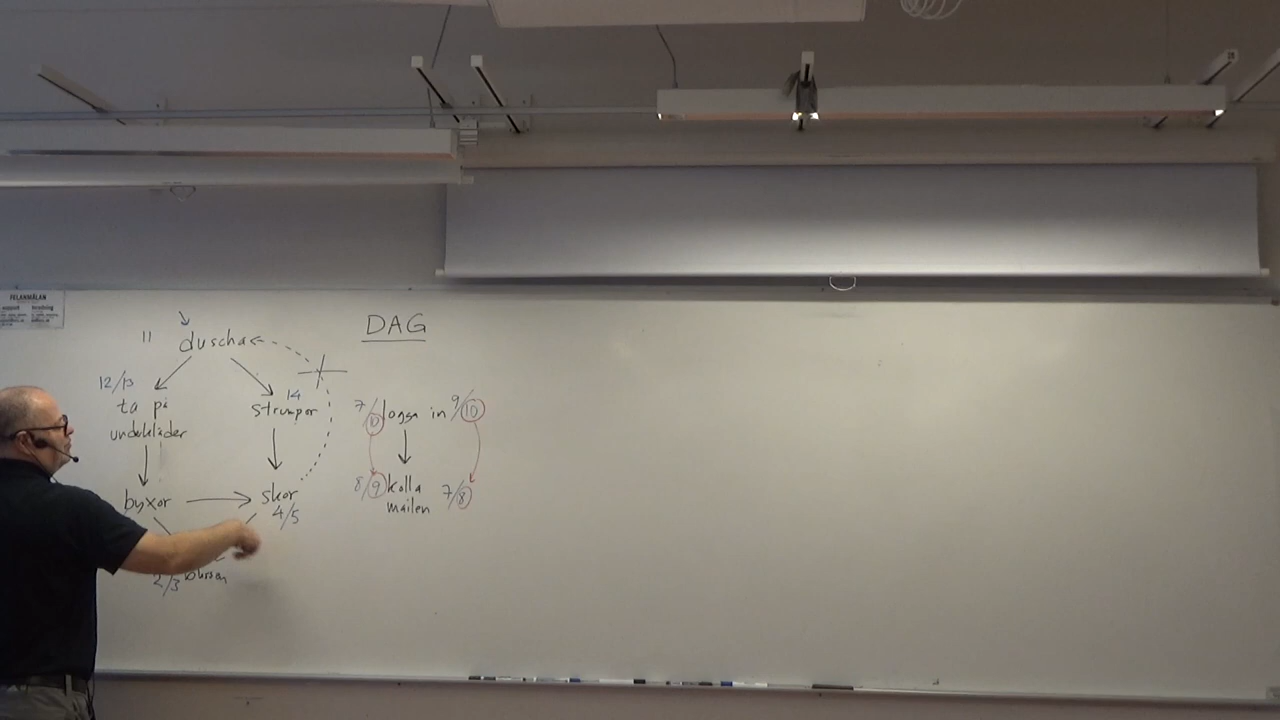 FELANMÄLAN
DAG
11 duscha
12/13
ta på
underkläder
14
strumpor
7/10 logga in 9/10
byxor
skor
4/5
8/9 kolla
mailen 7/8
2/3